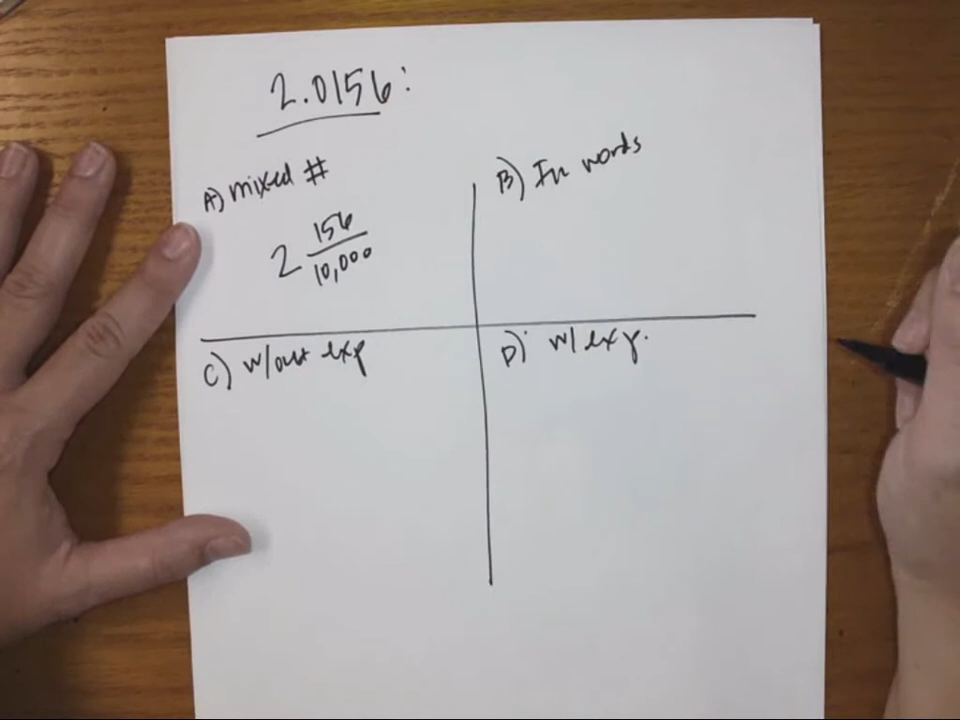 2.0156:
A) mixed #
2 156/10,000
B) In words
C) w/out exp
D) w/ exp.